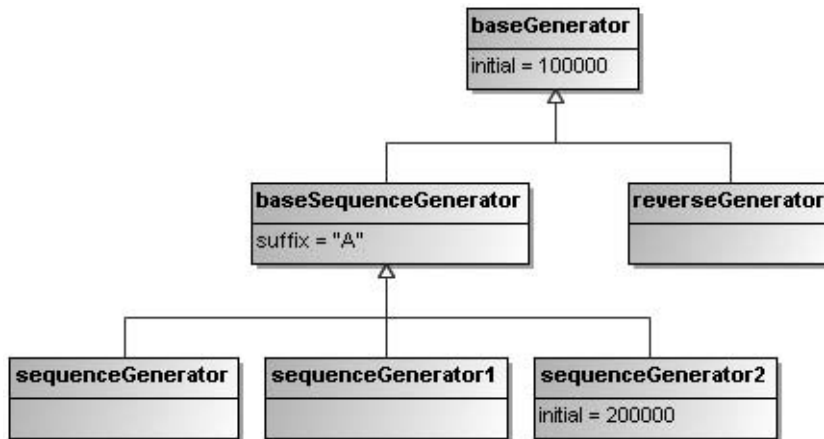 baseGenerator
initial = 100000
baseSequenceGenerator
suffix = "A"
reverseGenerator
sequenceGenerator
sequenceGenerator1
sequenceGenerator2
initial = 200000